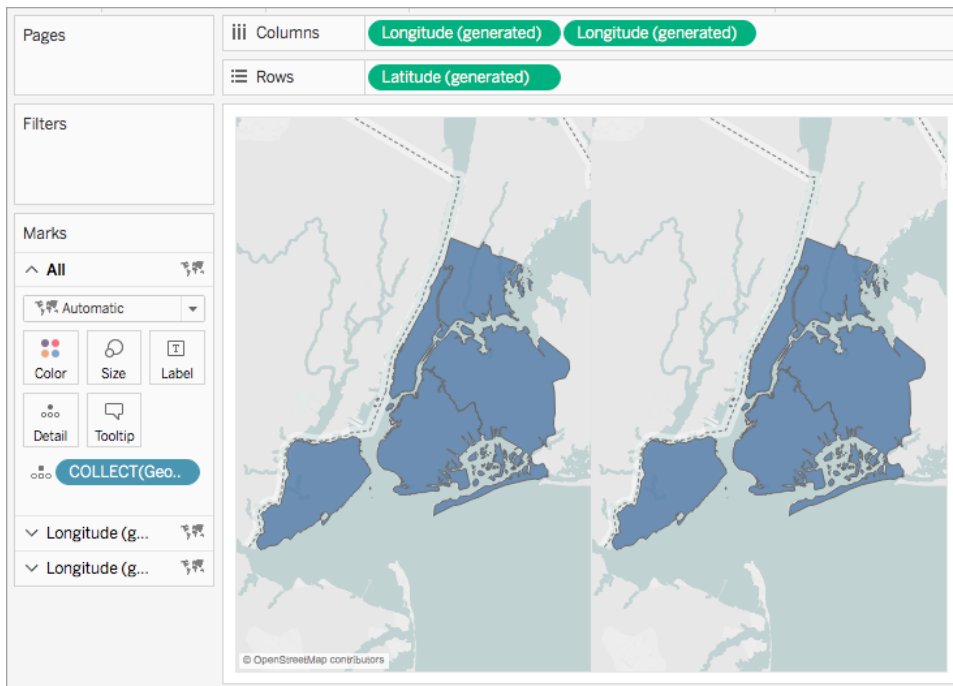 Pages
Columns
Longitude (generated)
Longitude (generated)
Rows
Latitude (generated)
Filters
Marks
All
Automatic
Color
Size
T
Label
Detail
Tooltip
COLLECT(Geo..
Longitude (g...
Longitude (g...
© OpenStreetMap contributors